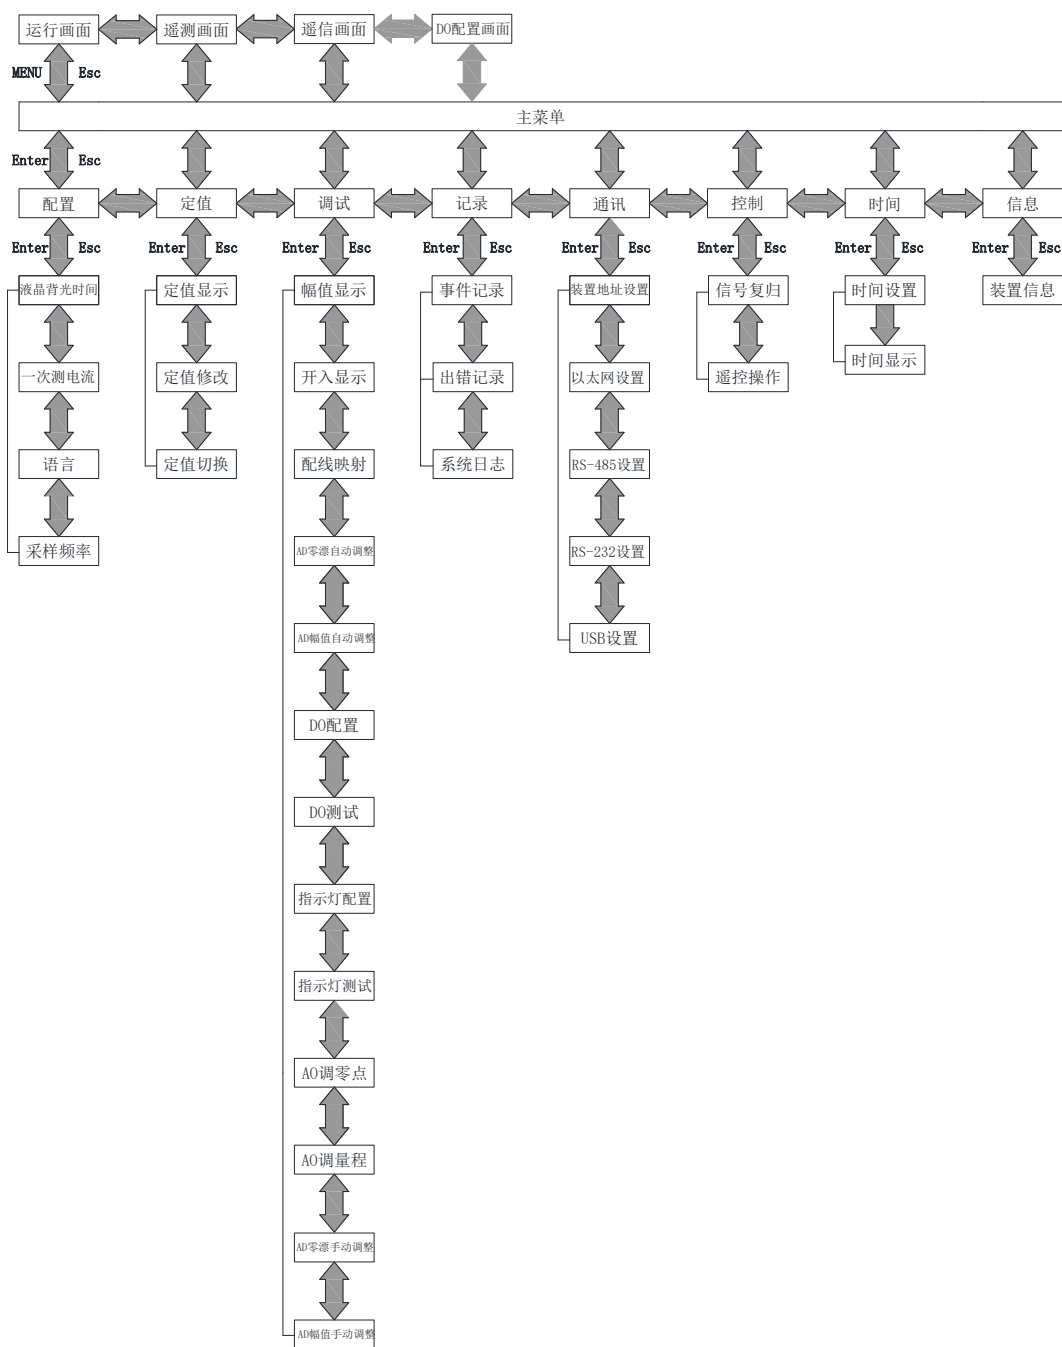 运行画面 遥测画面 遥信画面 DO配置画面
MENU Esc
主菜单
Enter Esc
配置 定值 调试 记录 通讯 控制 时间 信息
Enter Esc Enter Esc Enter Esc Enter Esc Enter Esc Enter Esc Enter Esc Enter Esc
液晶背光时间 定值显示 幅值显示 事件记录 装置地址设置 信号复归 时间设置 装置信息
时间显示
一次测电流 定值修改 开入显示 出错记录 以太网设置 遥控操作
语言 定值切换 配线映射 系统日志 RS-485设置
采样频率 AD零漂自动调整 RS-232设置
AD幅值自动调整 USB设置
DO配置
DO测试
指示灯配置
指示灯测试
AO调零点
AO调量程
AD零漂手动调整
AD幅值手动调整